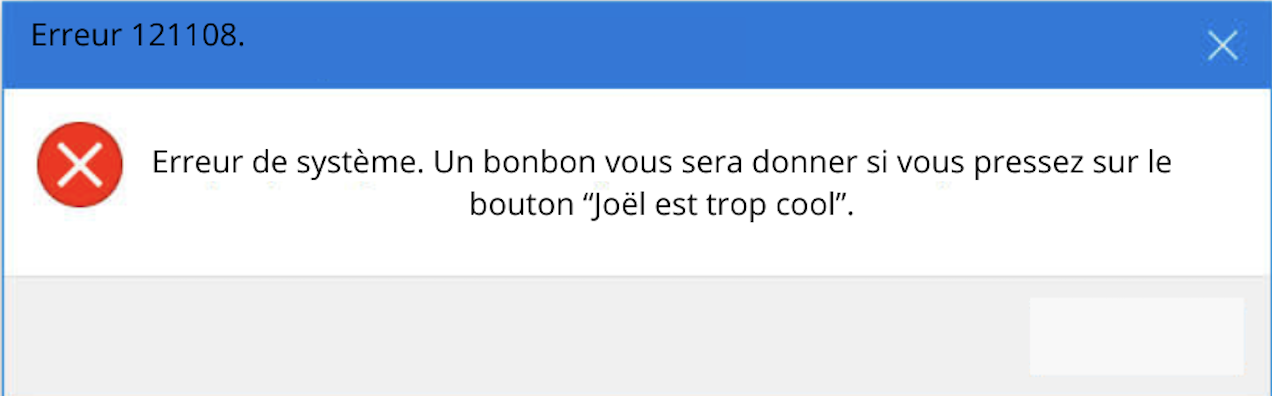 Erreur 121108.
Erreur de système. Un bonbon vous sera donner si vous pressez sur le
bouton “Joël est trop cool”.